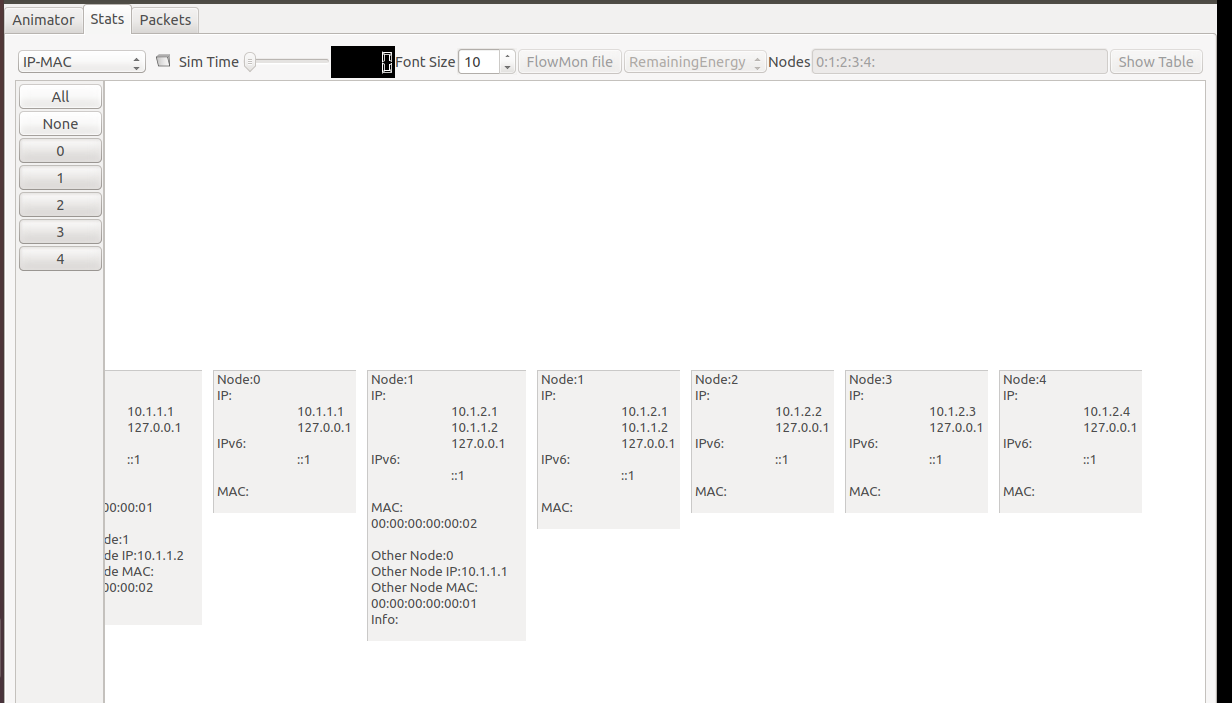 Animator Stats Packets
IP-MAC Sim Time 0 Font Size 10 FlowMon file RemainingEnergy Nodes 0:1:2:3:4: Show Table
All
None
0
1
2
3
4
10.1.1.1
127.0.0.1
::1
00:00:01
de:1
de IP:10.1.1.2
de MAC:
00:00:02
Node:0
IP:
10.1.1.1
127.0.0.1
IPv6:
::1
MAC:
Node:1
IP:
10.1.2.1
10.1.1.2
127.0.0.1
IPv6:
::1
MAC:
00:00:00:00:00:02
Other Node:0
Other Node IP:10.1.1.1
Other Node MAC:
00:00:00:00:00:01
Info:
Node:1
IP:
10.1.2.1
10.1.1.2
127.0.0.1
IPv6:
::1
MAC:
Node:2
IP:
10.1.2.2
127.0.0.1
IPv6:
::1
MAC:
Node:3
IP:
10.1.2.3
127.0.0.1
IPv6:
::1
MAC:
Node:4
IP:
10.1.2.4
127.0.0.1
IPv6:
::1
MAC: